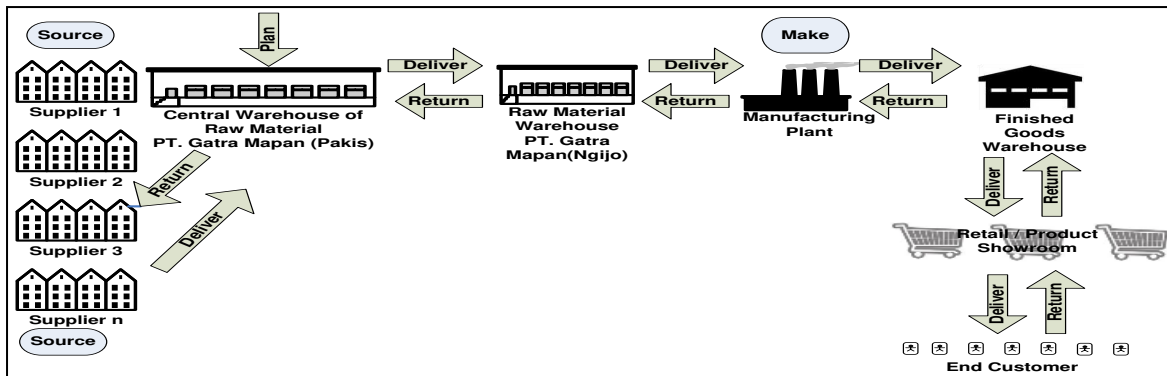 Source
Plan
Make
Supplier 1
Supplier 2
Supplier 3
Supplier n
Source
Central Warehouse of
Raw Material
PT. Gatra Mapan (Pakis)
Return
Deliver
Deliver
Return
Raw Material
Warehouse
PT. Gatra
Mapan(Ngijo)
Deliver
Return
Manufacturing
Plant
Deliver
Return
Finished
Goods
Warehouse
Deliver
Return
Retail / Product
Showroom
Deliver
Return
End Customer